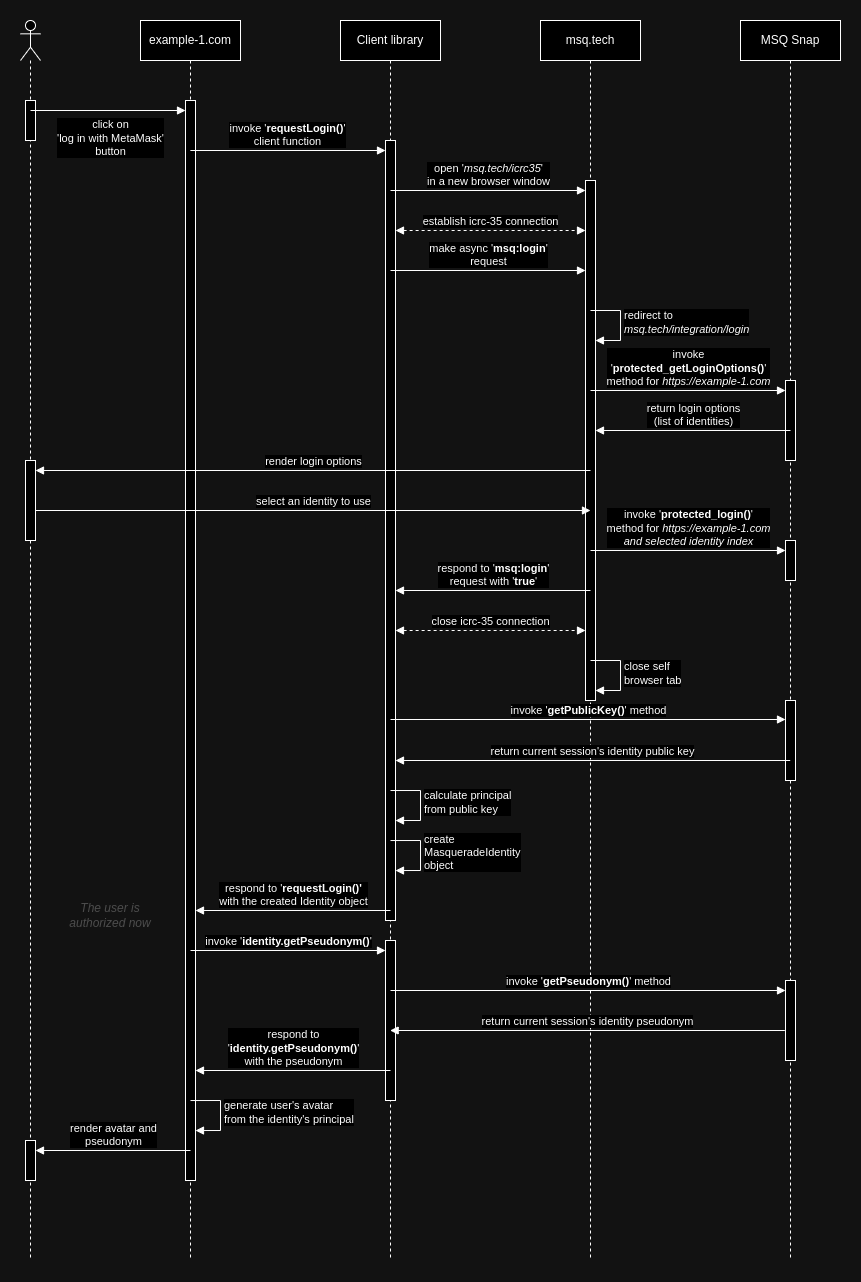 example-1.com
Client library
msq.tech
MSQ Snap
click on
'log in with MetaMask'
button
invoke 'requestLogin()'
client function
open 'msq.tech/icrc35'
in a new browser window
establish icrc-35 connection
make async 'msq:login'
request
redirect to
msq.tech/integration/login
invoke
'protected_getLoginOptions()'
method for https://example-1.com
return login options
(list of identities)
render login options
select an identity to use
invoke 'protected_login()'
method for https://example-1.com
and selected identity index
respond to 'msq:login'
request with 'true'
close icrc-35 connection
close self
browser tab
invoke 'getPublicKey()' method
return current session's identity public key
calculate principal
from public key
create
MasqueradeIdentity
object
respond to 'requestLogin()'
with the created Identity object
The user is
authorized now
invoke 'identity.getPseudonym()'
invoke 'getPseudonym()' method
return current session's identity pseudonym
respond to
'identity.getPseudonym()'
with the pseudonym
generate user's avatar
from the identity's principal
render avatar and
pseudonym